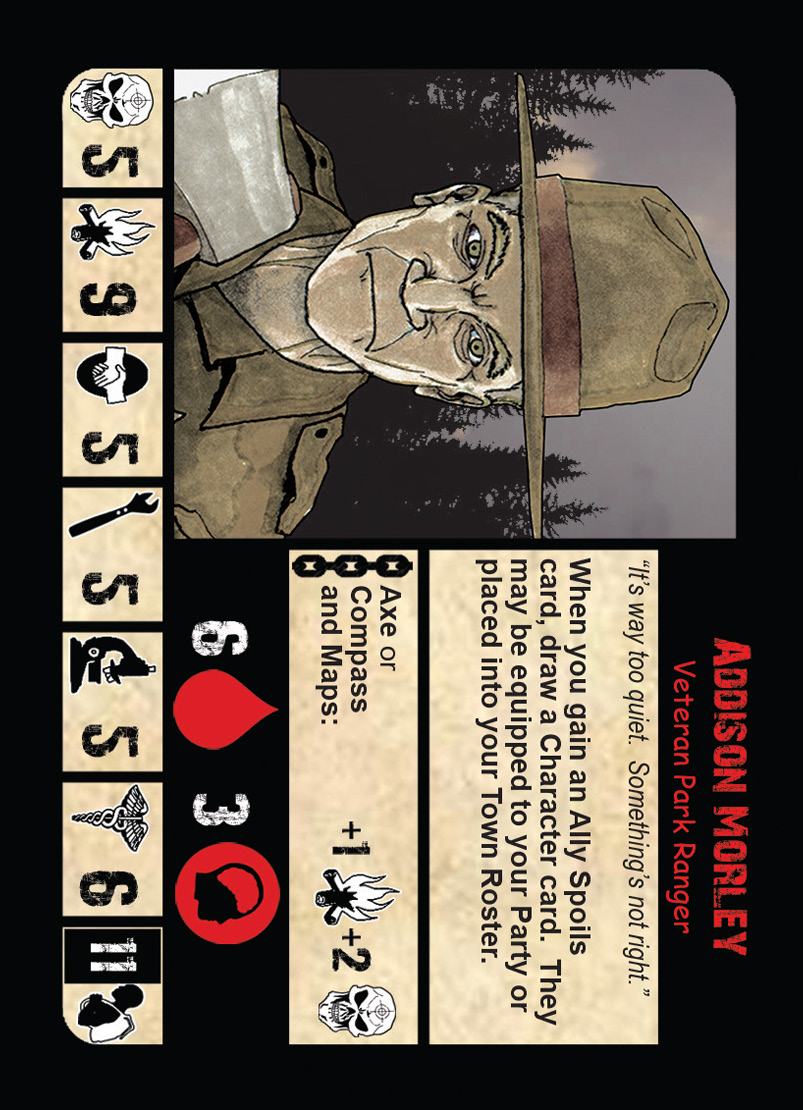 ADDISON MORLEY
Veteran Park Ranger
"It's way too quiet. Something's not right."
When you gain an Ally Spoils
card, draw a Character card. They
may be equipped to your Party or
placed into your Town Roster.
Axe or
Compass
and Maps:
+1 +2
6 3
5 9 5 5 5 6 11